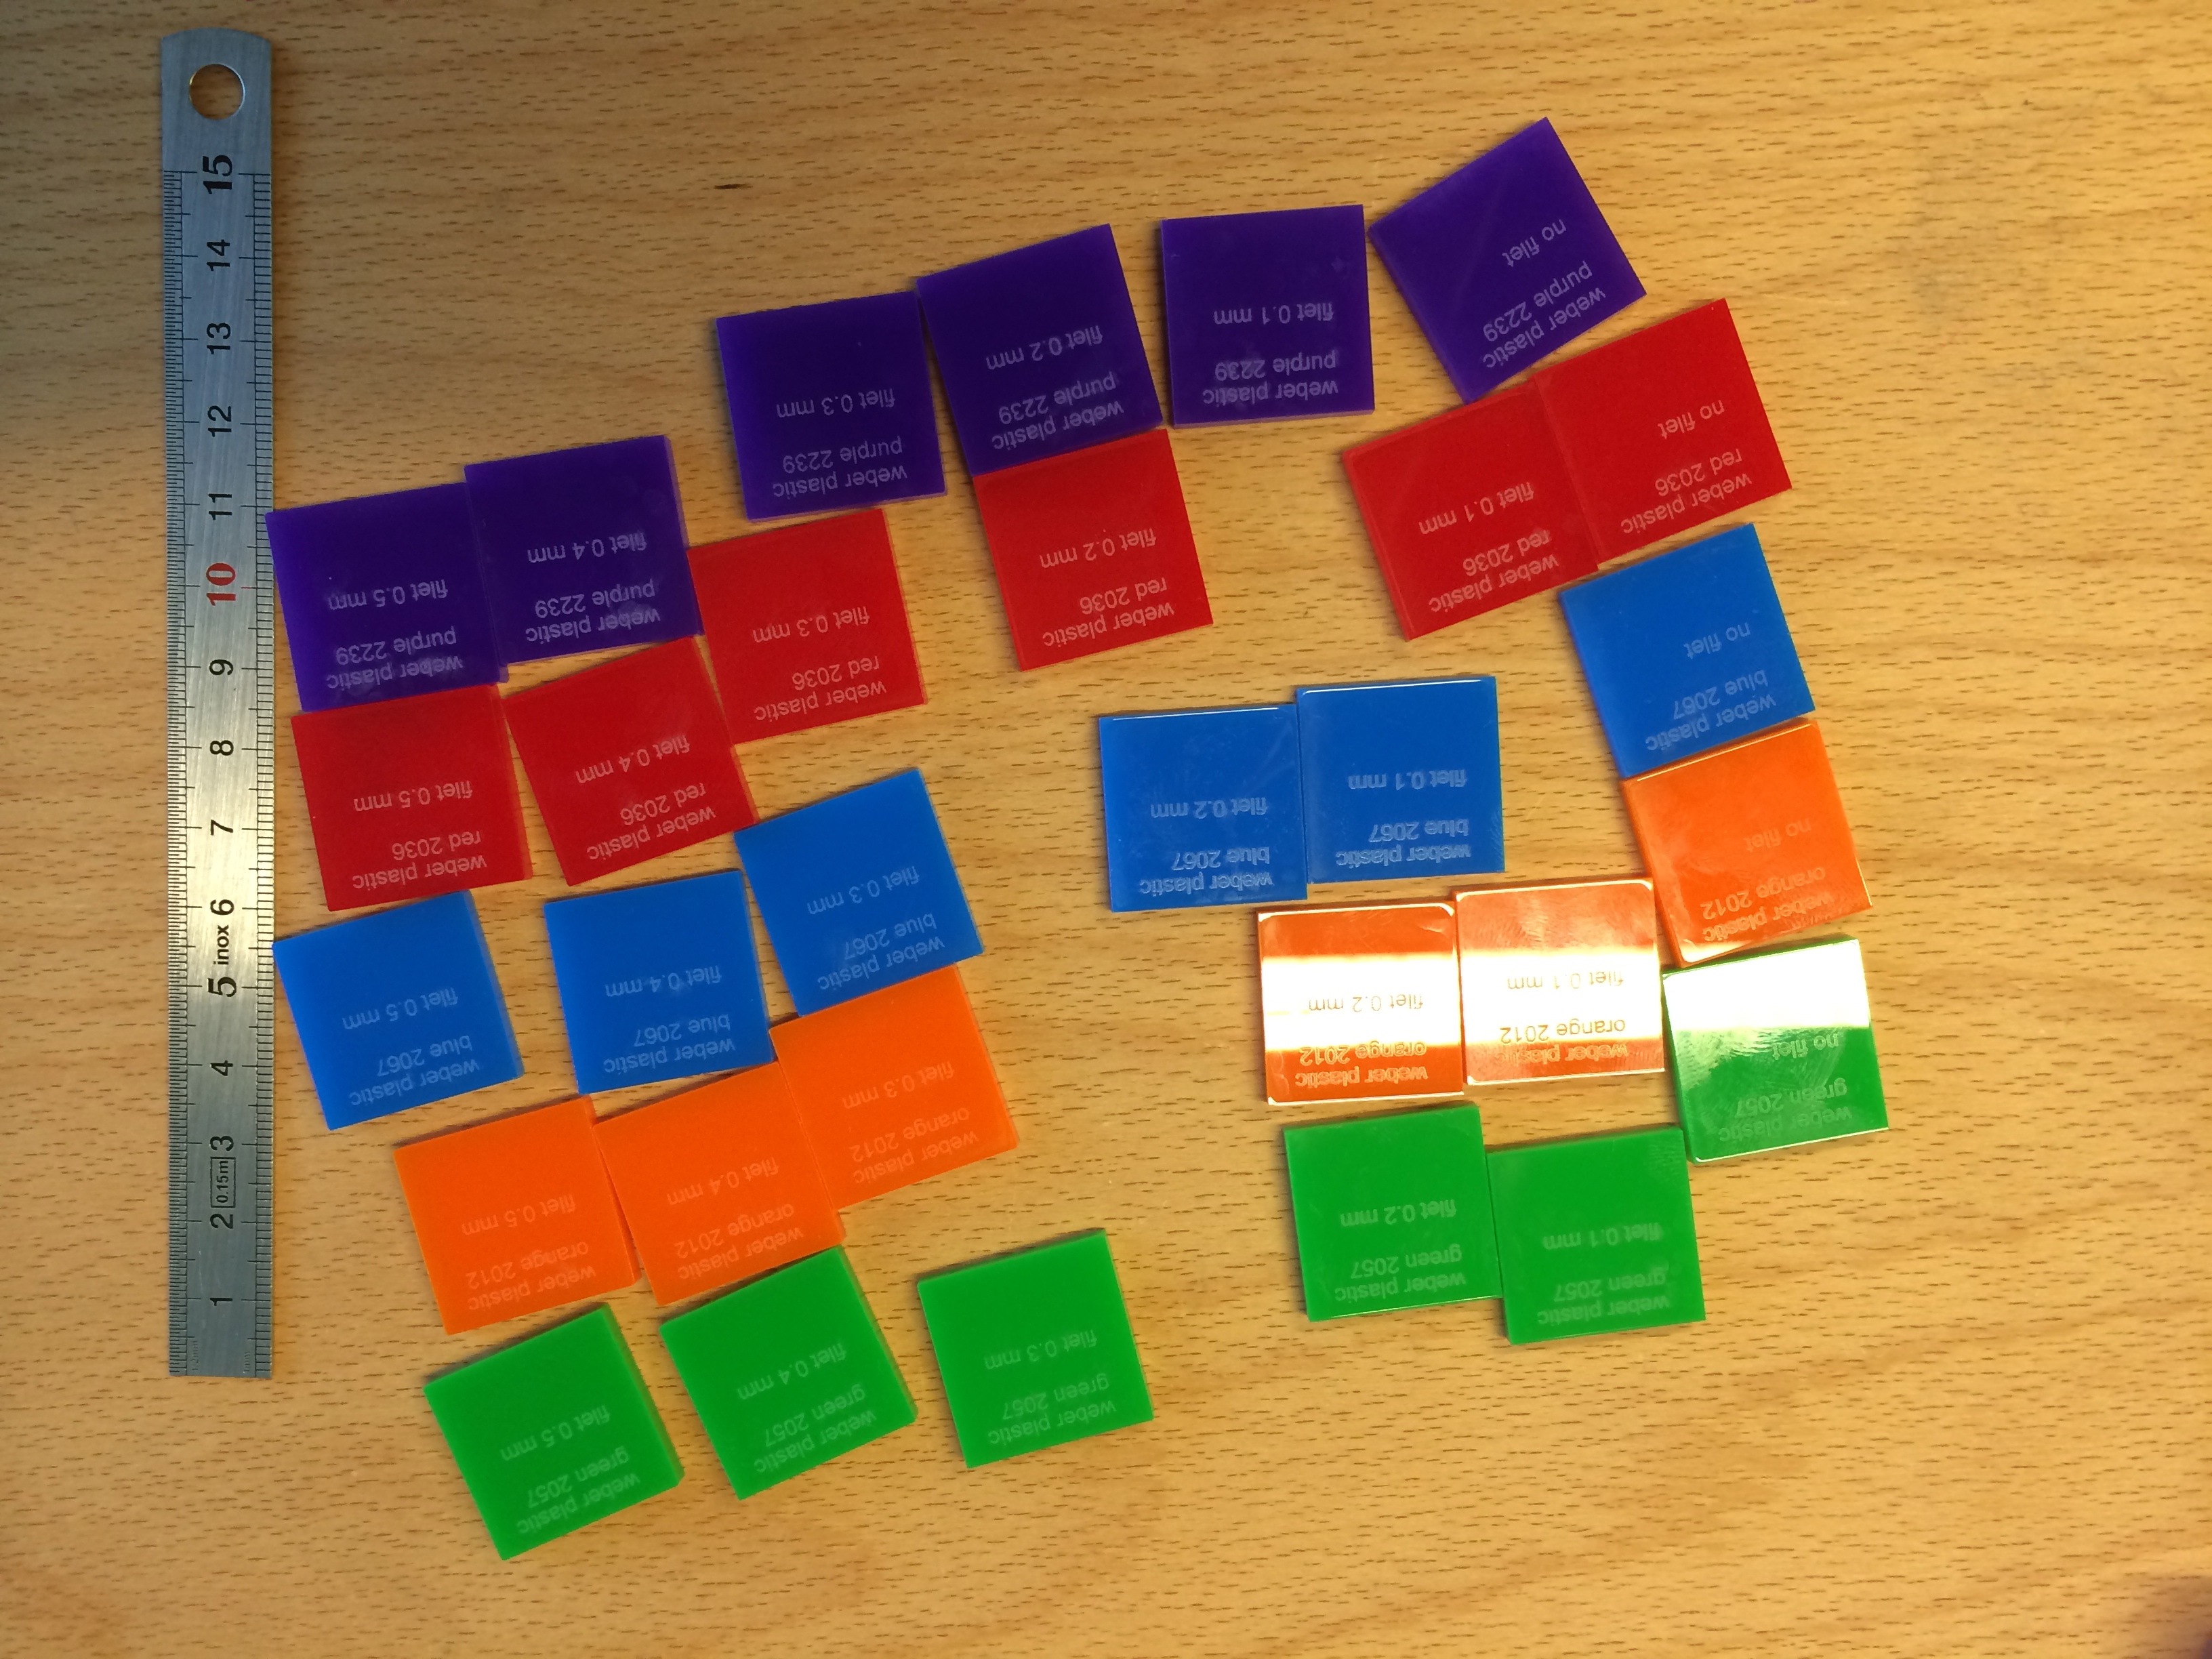 15
14
13
12
11
10
9
8
7
6
inox
5
4
3
0.15m
2
1
weber plastic
purple 2239
no filet
weber plastic
purple 2239
filet 0.1 mm
weber plastic
purple 2239
filet 0.2 mm
weber plastic
purple 2239
filet 0.3 mm
weber plastic
purple 2239
filet 0.4 mm
weber plastic
purple 2239
filet 0.5 mm
weber plastic
red 2036
no filet
weber plastic
red 2036
filet 0.1 mm
weber plastic
red 2036
filet 0.2 mm
weber plastic
red 2036
filet 0.3 mm
weber plastic
red 2036
filet 0.4 mm
weber plastic
red 2036
filet 0.5 mm
weber plastic
blue 2067
no filet
weber plastic
blue 2067
filet 0.1 mm
weber plastic
blue 2067
filet 0.2 mm
weber plastic
blue 2067
filet 0.3 mm
weber plastic
blue 2067
filet 0.4 mm
weber plastic
blue 2067
filet 0.5 mm
weber plastic
orange 2012
no filet
weber plastic
orange 2012
filet 0.1 mm
weber plastic
orange 2012
filet 0.2 mm
weber plastic
orange 2012
filet 0.3 mm
weber plastic
orange 2012
filet 0.4 mm
weber plastic
orange 2012
filet 0.5 mm
weber plastic
green 2057
no filet
weber plastic
green 2057
filet 0.1 mm
weber plastic
green 2057
filet 0.2 mm
weber plastic
green 2057
filet 0.3 mm
weber plastic
green 2057
filet 0.4 mm
weber plastic
green 2057
filet 0.5 mm